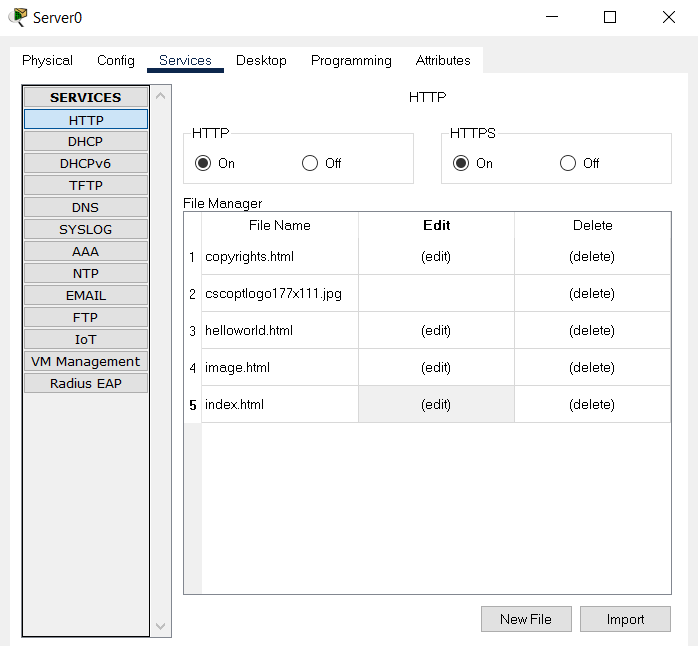 Server0
Physical Config Services Desktop Programming Attributes
SERVICES
HTTP
DHCP
DHCPv6
TFTP
DNS
SYSLOG
AAA
NTP
EMAIL
FTP
IoT
VM Management
Radius EAP
HTTP
HTTP
On Off
HTTPS
On Off
File Manager
File Name Edit Delete
1 copyrights.html (edit) (delete)
2 cscoptlogo177x111.jpg (delete)
3 helloworld.html (edit) (delete)
4 image.html (edit) (delete)
5 index.html (edit) (delete)
New File Import